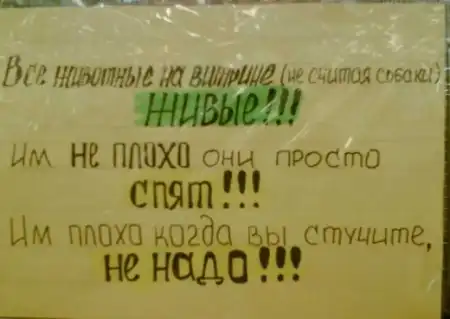 Все животные на витрине (не считая собаки)
ЖИВЫЕ!!!
Им НЕ ПЛОХО они просто
СПЯТ!!!
Им плохо когда вы стучите,
НЕ НАДО!!!